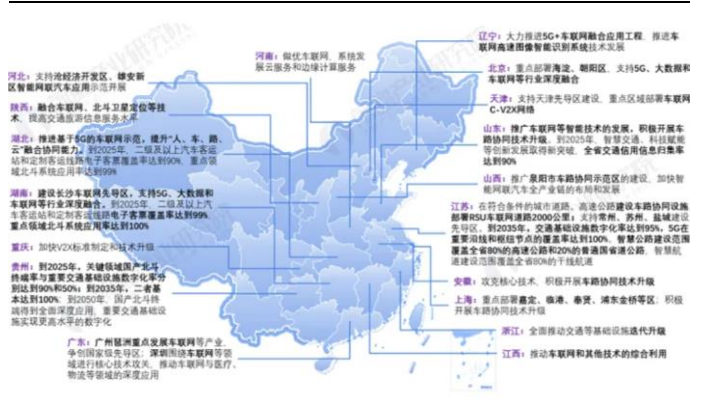 河南：做优车联网、系统发
展云服务和边缘计算服务
河北：支持沧经济开发区、雄安新
区智能网联汽车应用示范开展
陕西：融合车联网、北斗卫星定位等技
术，提高交通旅游信息服务水平
湖北：推进基于5G的车联网示范，提升“人、车、路、
云”融合协同能力。到2025年，二级及以上汽车客运
站和定制客运线路电子客票覆盖率达到90%，重点领
域北斗系统应用率达到99%
湖南：建设长沙车联网先导区，支持5G、大数据和
车联网等行业深度融合。到2025年，二级及以上汽
车客运站和定制客运线路电子客票覆盖率达到99%，
重点领域北斗系统应用率达到100%
重庆：加快V2X标准制定和技术升级
贵州：到2025年，关键领域国产北斗
终端率与重要交通基础设施数字化率分
别达到90%和50%；到2035年，二者基
本达到100%；到2050年，国产北斗终
端得到全面深度应用，重要交通基础设
施实现更高水平的数字化
广东：广州琶洲重点发展车联网等产业，
争创国家级先导区；深圳围绕车联网等领
域进行核心技术攻关，推动车联网与医疗、
物流等领域的深度应用
辽宁：大力推进5G+车联网融合应用工程，推进车
联网高速图像智能识别系统技术发展
北京：重点部署海淀、朝阳区，支持5G、大数据和
车联网等行业深度融合
天津：支持天津先导区建设，重点区域部署车联网
C-V2X网络
山东：推广车联网等智能技术的发展，积极开展车
路协同技术升级。到2025年，智慧交通、科技赋能
等创新发展取得新突破，全省交通信用信息归集率
达到90%
山西：推广泉阳市车路协同示范区的建设，加快智
能网联汽车全产业链的布局和发展
江苏：在符合条件的城市道路、高速公路建设车路协同设施
部署RSU车联网道路2000公里；支持常州、苏州、盐城建设
先导区，到2035年，交通基础设施数字化率达到95%，5G在
重要沿线和枢纽节点的覆盖率达到100%，智慧公路建设范围
覆盖全省80%的高速公路和20%的普通国省道公路，智慧航
道建设范围覆盖全省80%的干线航道
安徽：攻克核心技术，积极开展车路协同技术升级
上海：重点部署嘉定、临港、奉贤、浦东金桥等区；积极
开展车路协同技术升级
浙江：全面推动交通等基础设施迭代升级
江西：推动车联网和其他技术的综合利用